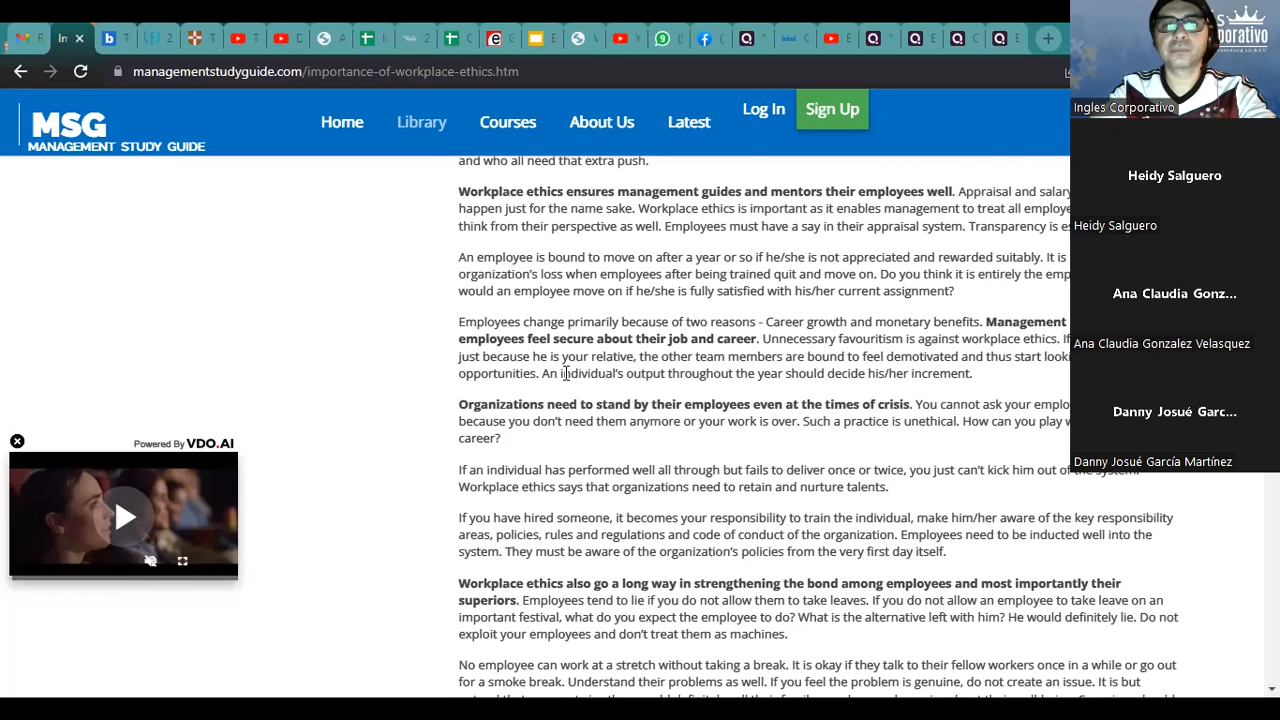 managementstudyguide.com/importance-of-workplace-ethics.htm
MSG
MANAGEMENT STUDY GUIDE
Home
Library
Courses
About Us
Latest
Log In
Sign Up
and who all need that extra push.
Workplace ethics ensures management guides and mentors their employees well. Appraisal and salary
happen just for the name sake. Workplace ethics is important as it enables management to treat all
think from their perspective as well. Employees must have a say in their appraisal system. Transparency is
An employee is bound to move on after a year or so if he/she is not appreciated and rewarded suitably. It is
organization's loss when employees after being trained quit and move on. Do you think it is entirely the
would an employee move on if he/she is fully satisfied with his/her current assignment?
Employees change primarily because of two reasons - Career growth and monetary benefits. Management
employees feel secure about their job and career. Unnecessary favouritism is against workplace ethics.
just because he is your relative, the other team members are bound to feel demotivated and thus start
opportunities. An individual's output throughout the year should decide his/her increment.
Organizations need to stand by their employees even at the times of crisis. You cannot ask your
because you don't need them anymore or your work is over. Such a practice is unethical. How can you play
career?
If an individual has performed well all through but fails to deliver once or twice, you just can't kick him out of the system.
Workplace ethics says that organizations need to retain and nurture talents.
If you have hired someone, it becomes your responsibility to train the individual, make him/her aware of the key responsibility
areas, policies, rules and regulations and code of conduct of the organization. Employees need to be inducted well into the
system. They must be aware of the organization's policies from the very first day itself.
Workplace ethics also go a long way in strengthening the bond among employees and most importantly their
superiors. Employees tend to lie if you do not allow them to take leaves. If you do not allow an employee to take leave on an
important festival, what do you expect the employee to do? What is the alternative left with him? He would definitely lie. Do not
exploit your employees and don't treat them as machines.
No employee can work at a stretch without taking a break. It is okay if they talk to their fellow workers once in a while or go out
for a smoke break. Understand their problems as well. If you feel the problem is genuine, do not create an issue. It is but
Powered By VDO.AI
Ingles Corporativo
Heidy Salguero
Heidy Salguero
Ana Claudia Gonz...
Ana Claudia Gonzalez Velasquez
Danny Josué Garc...
Danny Josué García Martínez